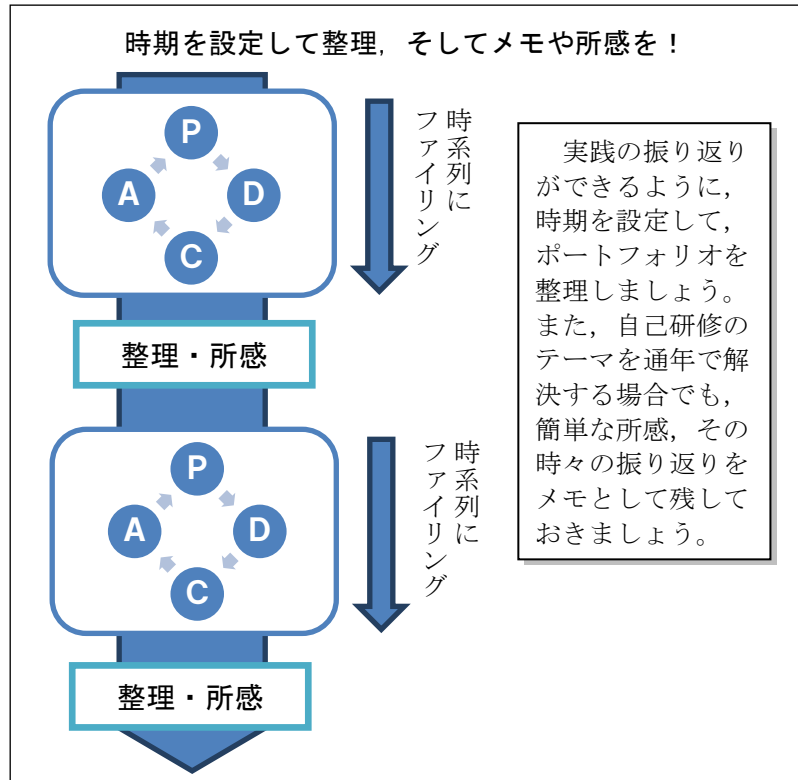 時期を設定して整理，そしてメモや所感を！
P
A
D
C
時系列に
ファイリング
整理・所感
P
A
D
C
時系列に
ファイリング
整理・所感
実践の振り返り
ができるように，
時期を設定して，
ポートフォリオを
整理しましょう。
また，自己研修の
テーマを通年で解
決する場合でも，
簡単な所感，その
時々の振り返りを
メモとして残して
おきましょう。